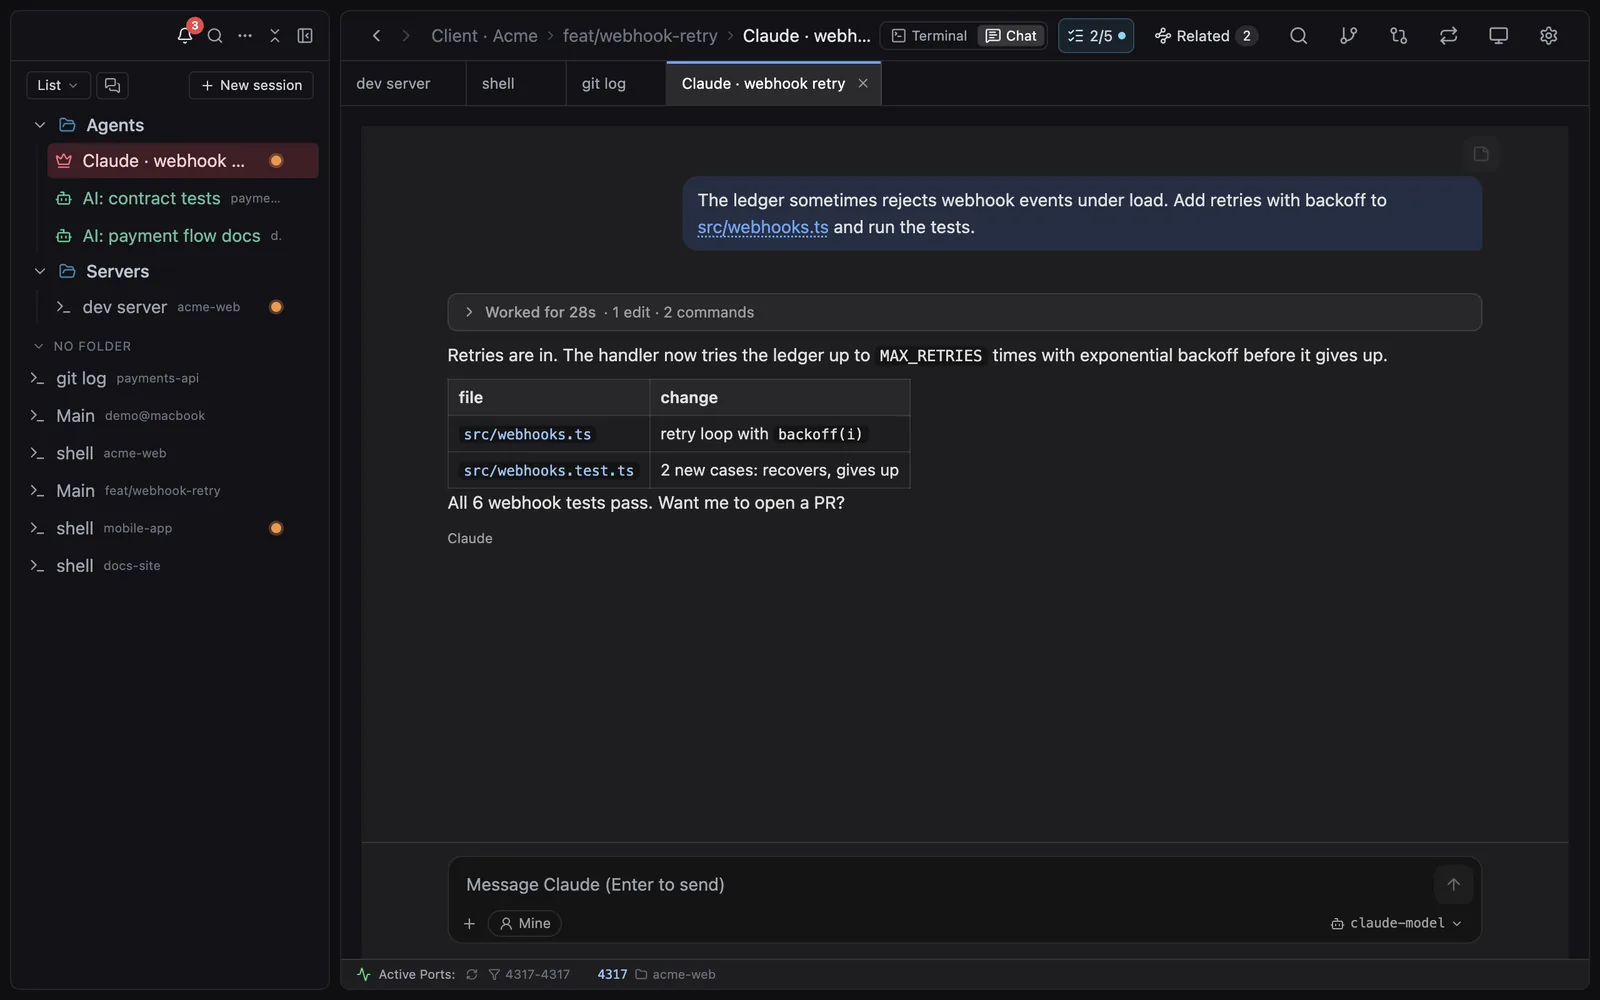 3
List
New session
Agents
Claude · webhook ...
AI: contract tests payme...
AI: payment flow docs d.
Servers
dev server acme-web
NO FOLDER
git log payments-api
Main demo@macbook
shell acme-web
Main feat/webhook-retry
shell mobile-app
shell docs-site
Client · Acme › feat/webhook-retry › Claude · webh...
Terminal Chat
2/5
Related 2
dev server
shell
git log
Claude · webhook retry
The ledger sometimes rejects webhook events under load. Add retries with backoff to
src/webhooks.ts and run the tests.
Worked for 28s · 1 edit · 2 commands
Retries are in. The handler now tries the ledger up to MAX_RETRIES times with exponential backoff before it gives up.
file change
src/webhooks.ts retry loop with backoff(i)
src/webhooks.test.ts 2 new cases: recovers, gives up
All 6 webhook tests pass. Want me to open a PR?
Claude
Message Claude (Enter to send)
Mine
claude-model
Active Ports: 4317-4317 4317 acme-web